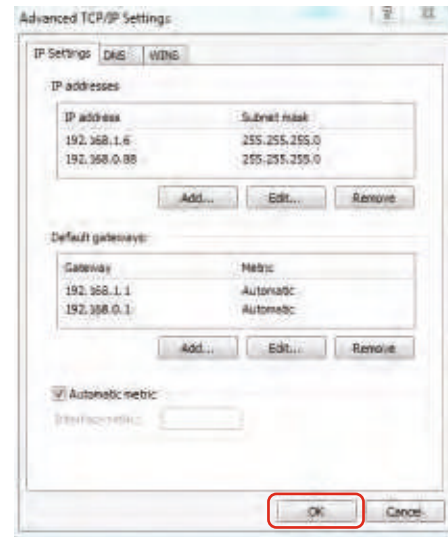 Advanced TCP/IP Settings
IP Settings DNS WINS
IP addresses
IP address Subnet mask
192.168.1.6 255.255.255.0
192.168.0.88 255.255.255.0
Add... Edit... Remove
Default gateways:
Gateway Metric
192.168.1.1 Automatic
192.168.0.1 Automatic
Add... Edit... Remove
Automatic metric
Interface metric:
OK Cancel